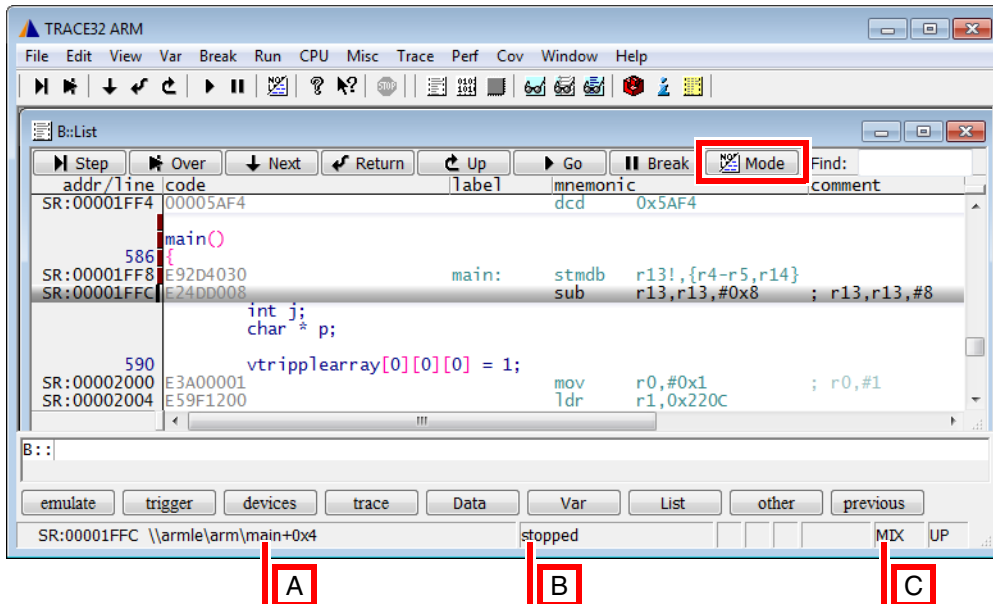 TRACE32 ARM
File Edit View Var Break Run CPU Misc Trace Perf Cov Window Help
B::List
Step Over Next Return Up Go Break Mode Find:
addr/line code label mnemonic comment
SR:00001FF4 00005AF4 dcd 0x5AF4
main()
586 {
SR:00001FF8 E92D4030 main: stmdb r13!,{r4-r5,r14}
SR:00001FFC E24DD008 sub r13,r13,#0x8 ; r13,r13,#8
int j;
char * p;
590 vtripplearray[0][0][0] = 1;
SR:00002000 E3A00001 mov r0,#0x1 ; r0,#1
SR:00002004 E59F1200 ldr r1,0x220C
B::
emulate trigger devices trace Data Var List other previous
SR:00001FFC \\armle\arm\main+0x4 stopped MIX UP
A B C